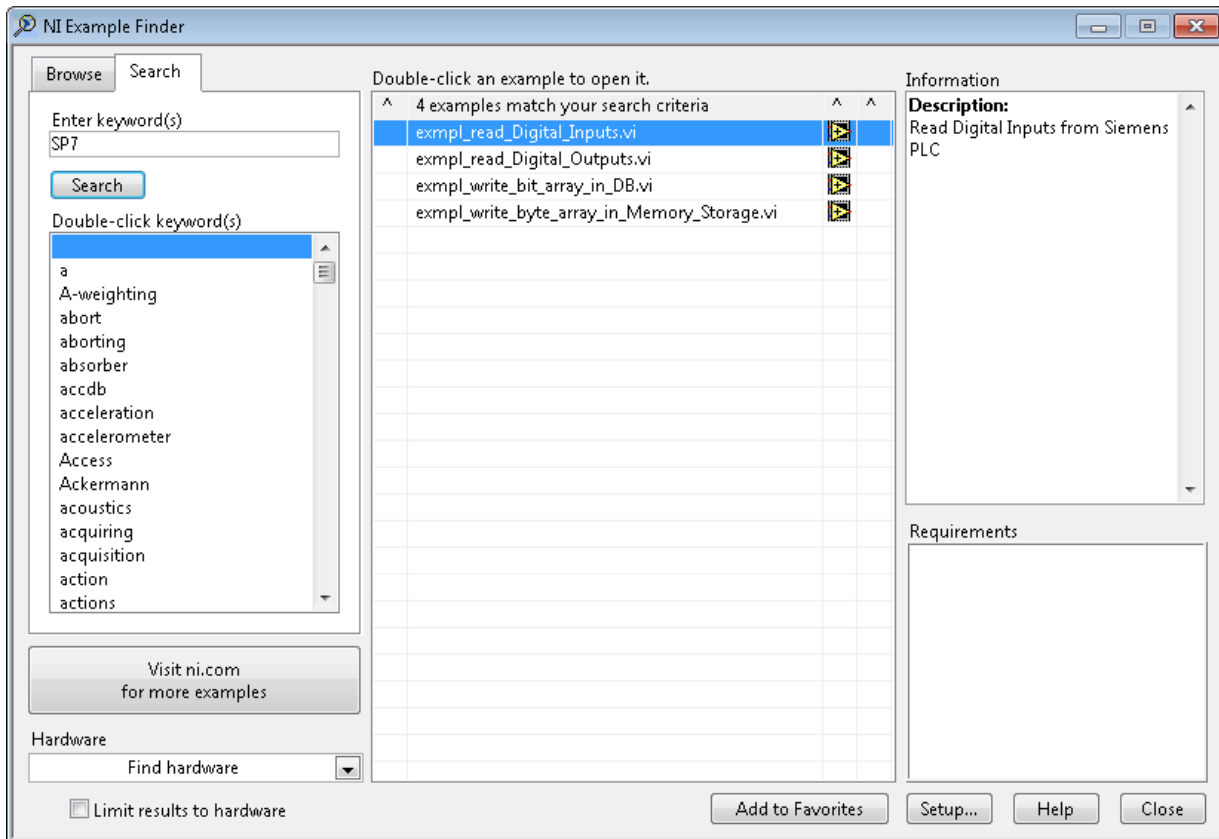 NI Example Finder
Browse
Search
Enter keyword(s)
SP7
Search
Double-click keyword(s)
a
A-weighting
abort
aborting
absorber
accdb
acceleration
accelerometer
Access
Ackermann
acoustics
acquiring
acquisition
action
actions
Visit ni.com
for more examples
Hardware
Find hardware
Limit results to hardware
Double-click an example to open it.
^ 4 examples match your search criteria ^ ^
exmpl_read_Digital_Inputs.vi
exmpl_read_Digital_Outputs.vi
exmpl_write_bit_array_in_DB.vi
exmpl_write_byte_array_in_Memory_Storage.vi
Information
Description:
Read Digital Inputs from Siemens
PLC
Requirements
Add to Favorites
Setup...
Help
Close